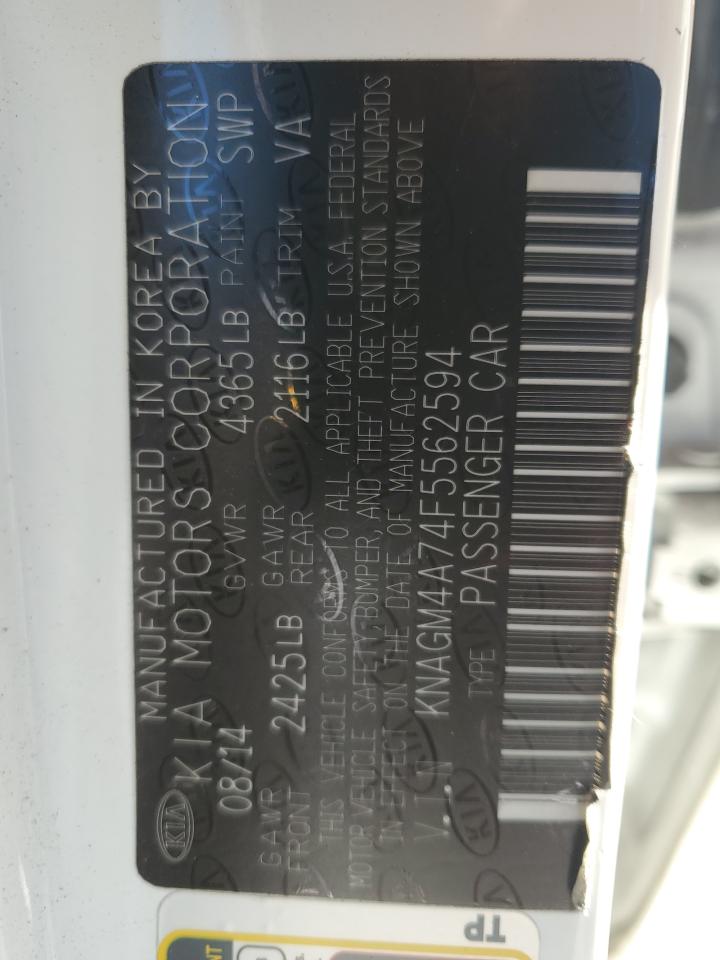 MANUFACTURED IN KOREA BY
KIA KIA MOTORS CORPORATION
08/14 GVWR 4365LB PAINT SWP
GAWR FRONT 2425LB GAWR REAR 2116LB TRIM VA
THIS VEHICLE CONFORMS TO ALL APPLICABLE U.S.A. FEDERAL
MOTOR VEHICLE SAFETY, BUMPER, AND THEFT PREVENTION STANDARDS
IN EFFECT ON THE DATE OF MANUFACTURE SHOWN ABOVE
V.I.N KNAGM4A74F5562594
TYPE PASSENGER CAR
TP